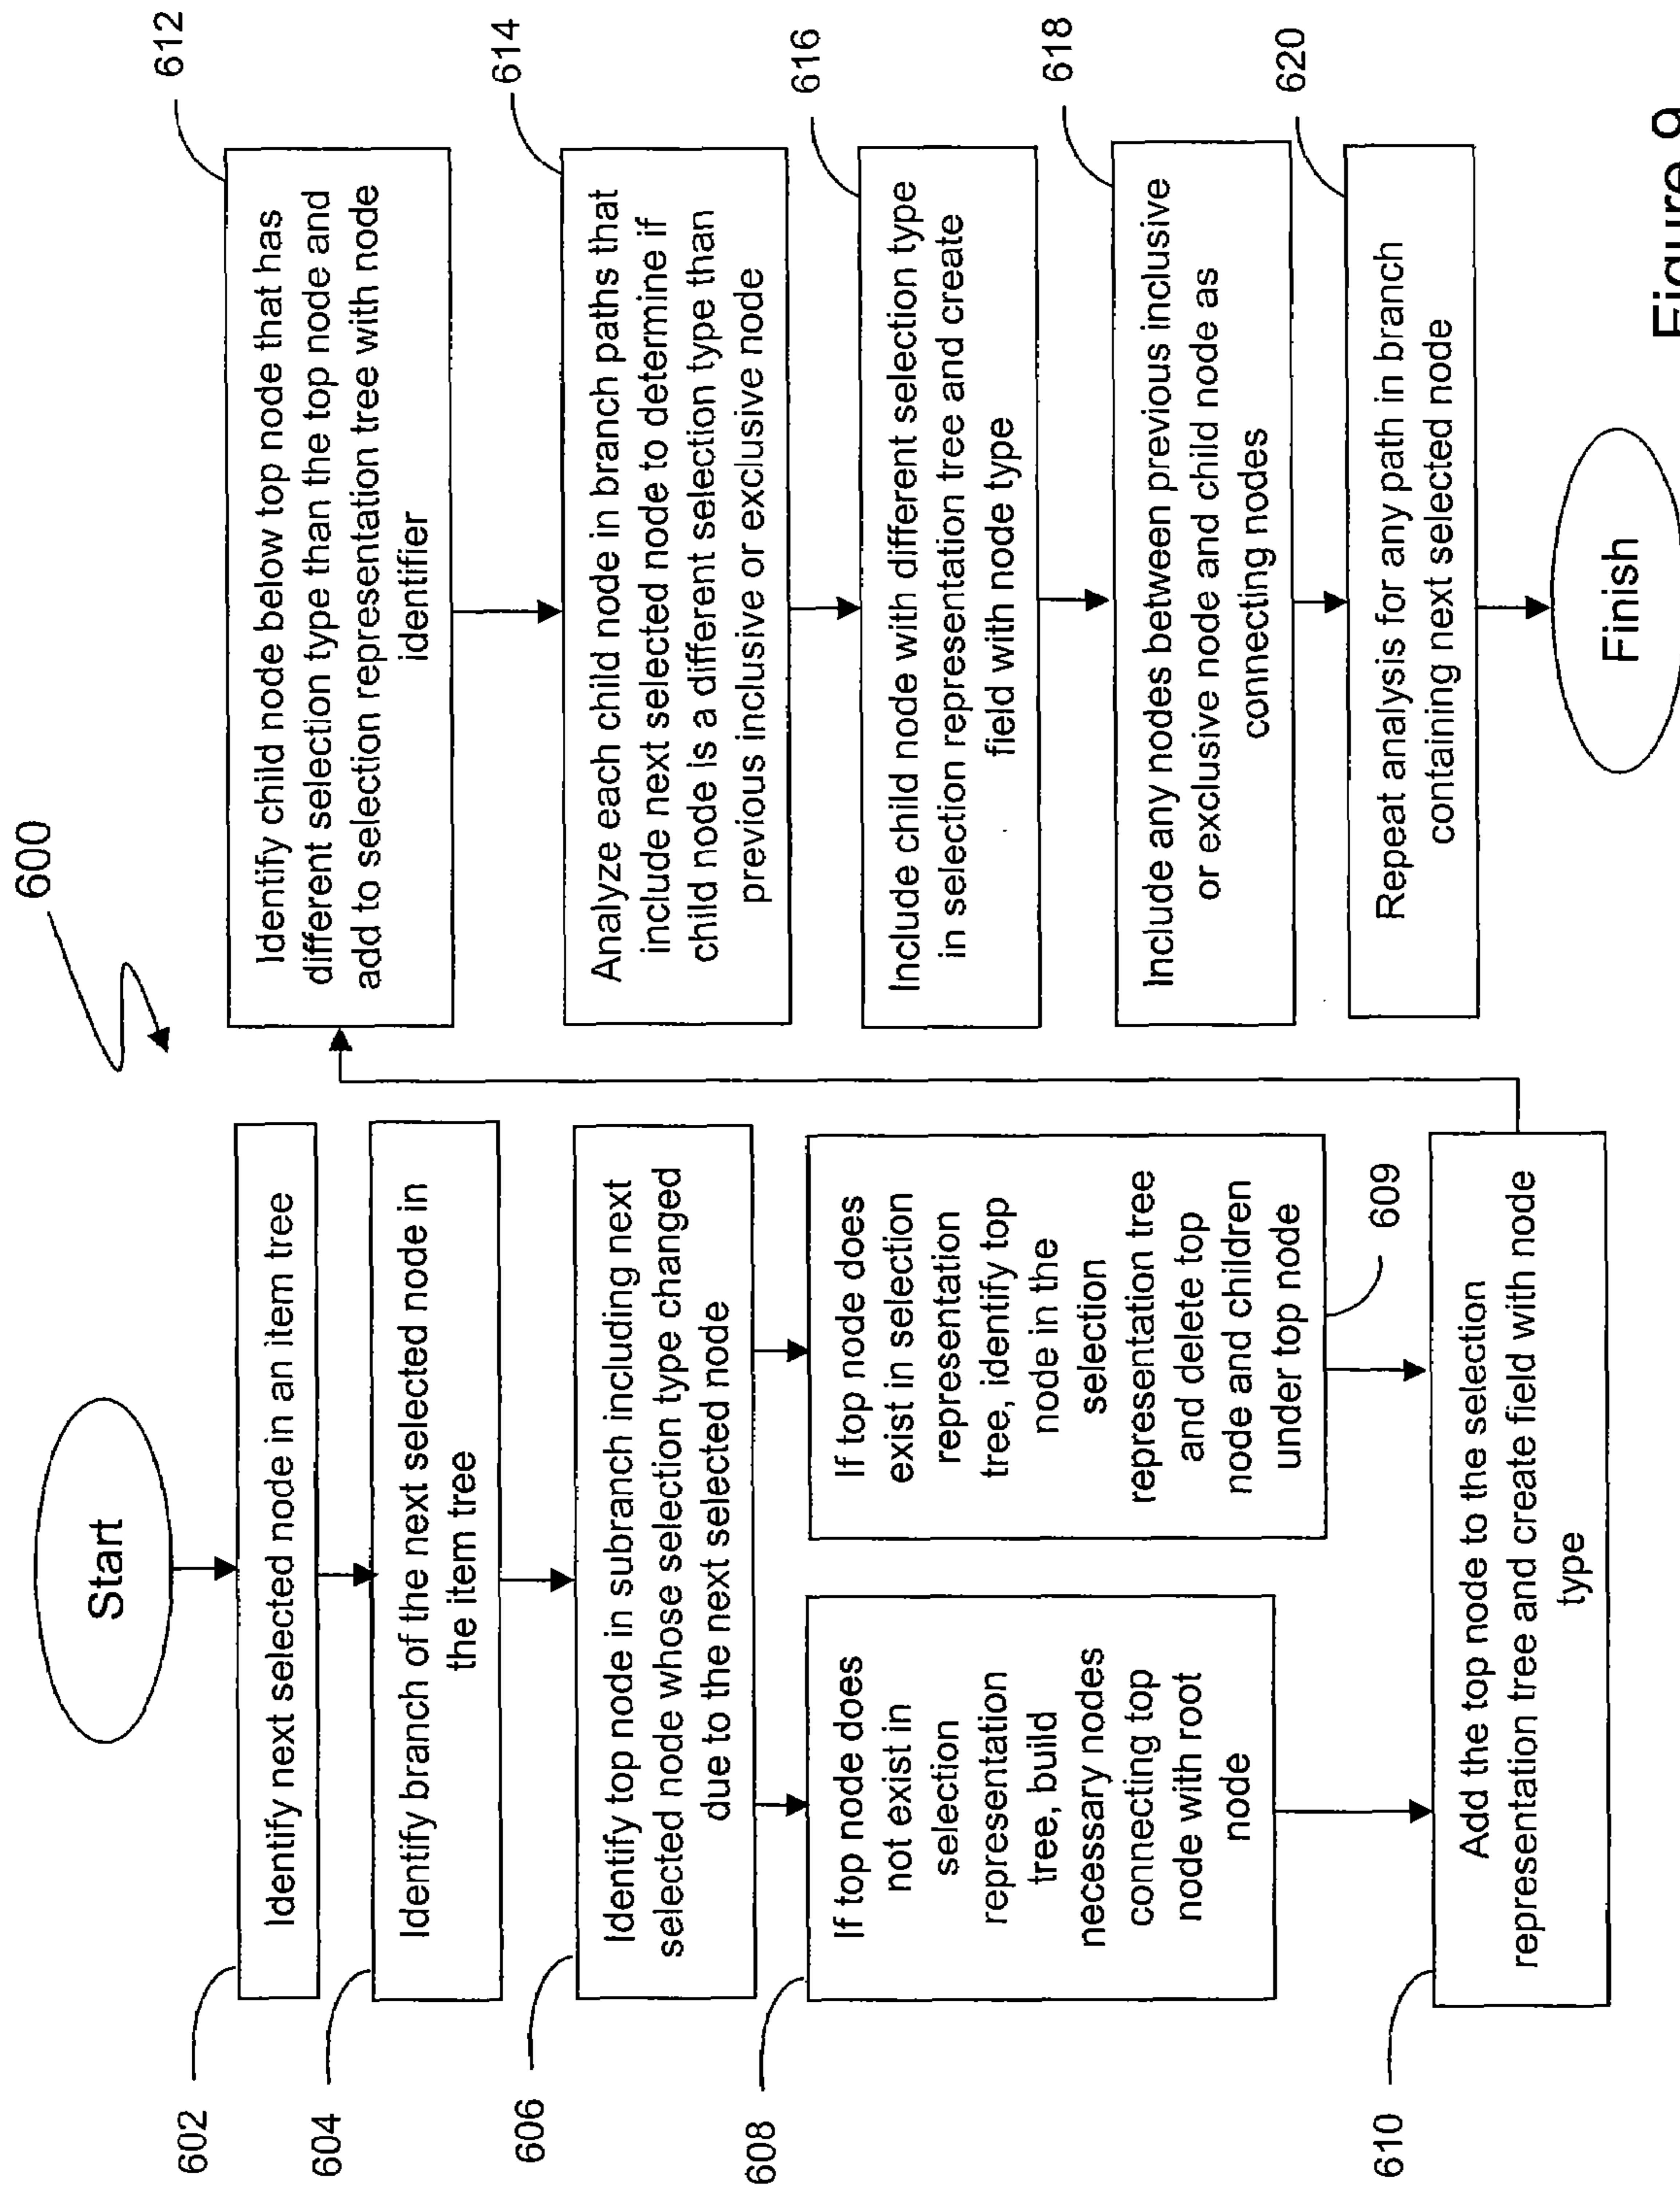 600
Start
602
Identify next selected node in an item tree
604
Identify branch of the next selected node in
the item tree
606
Identify top node in subranch including next
selected node whose selection type changed
due to the next selected node
608
If top node does
not exist in
selection
representation
tree, build
necessary nodes
connecting top
node with root
node
If top node does
exist in selection
representation
tree, identify top
node in the
selection
representation tree
and delete top
node and children
under top node
609
610
Add the top node to the selection
representation tree and create field with node
type
612
Identify child node below top node that has
different selection type than the top node and
add to selection representation tree with node
identifier
614
Analyze each child node in branch paths that
include next selected node to determine if
child node is a different selection type than
previous inclusive or exclusive node
616
Include child node with different selection type
in selection representation tree and create
field with node type
618
Include any nodes between previous inclusive
or exclusive node and child node as
connecting nodes
620
Repeat analysis for any path in branch
containing next selected node
Finish
Figure 9